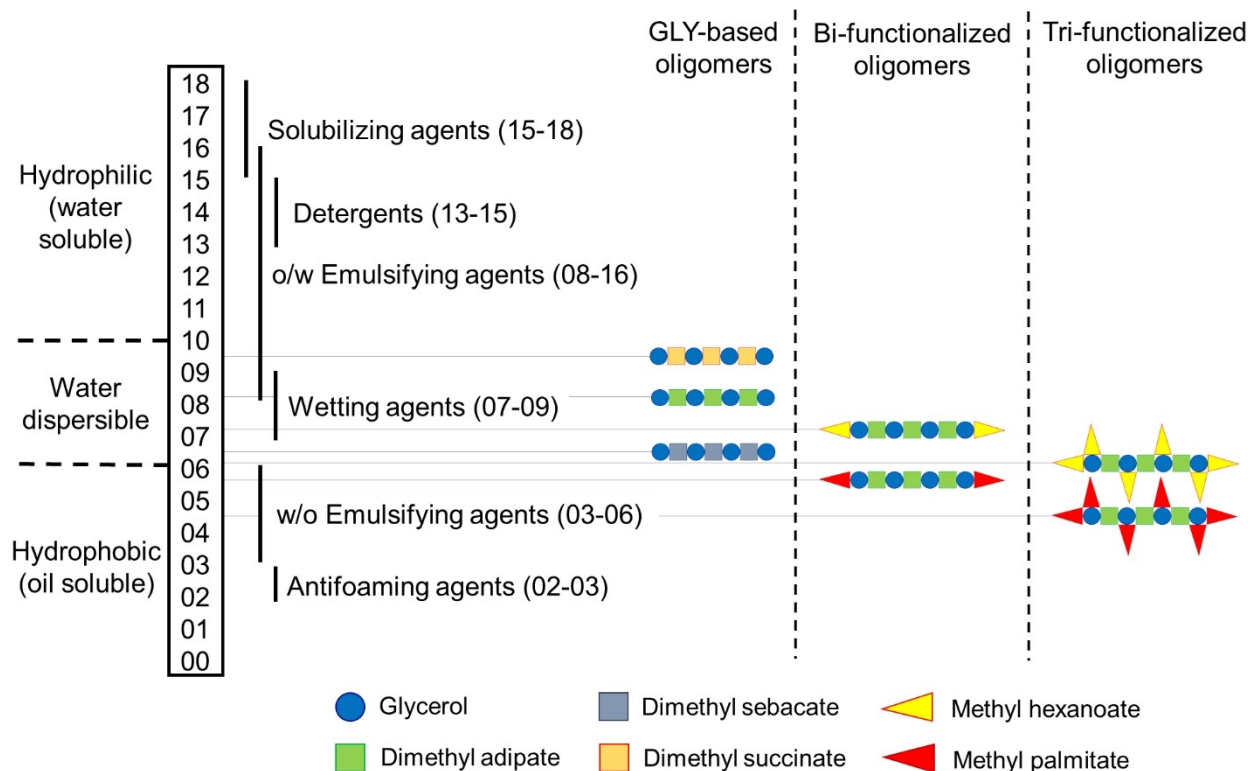 GLY-based
oligomers
Bi-functionalized
oligomers
Tri-functionalized
oligomers
Hydrophilic
(water
soluble)
Water
dispersible
Hydrophobic
(oil soluble)
18
17
16
15
14
13
12
11
10
09
08
07
06
05
04
03
02
01
00
Solubilizing agents (15-18)
Detergents (13-15)
o/w Emulsifying agents (08-16)
Wetting agents (07-09)
w/o Emulsifying agents (03-06)
Antifoaming agents (02-03)
Glycerol
Dimethyl sebacate
Methyl hexanoate
Dimethyl adipate
Dimethyl succinate
Methyl palmitate